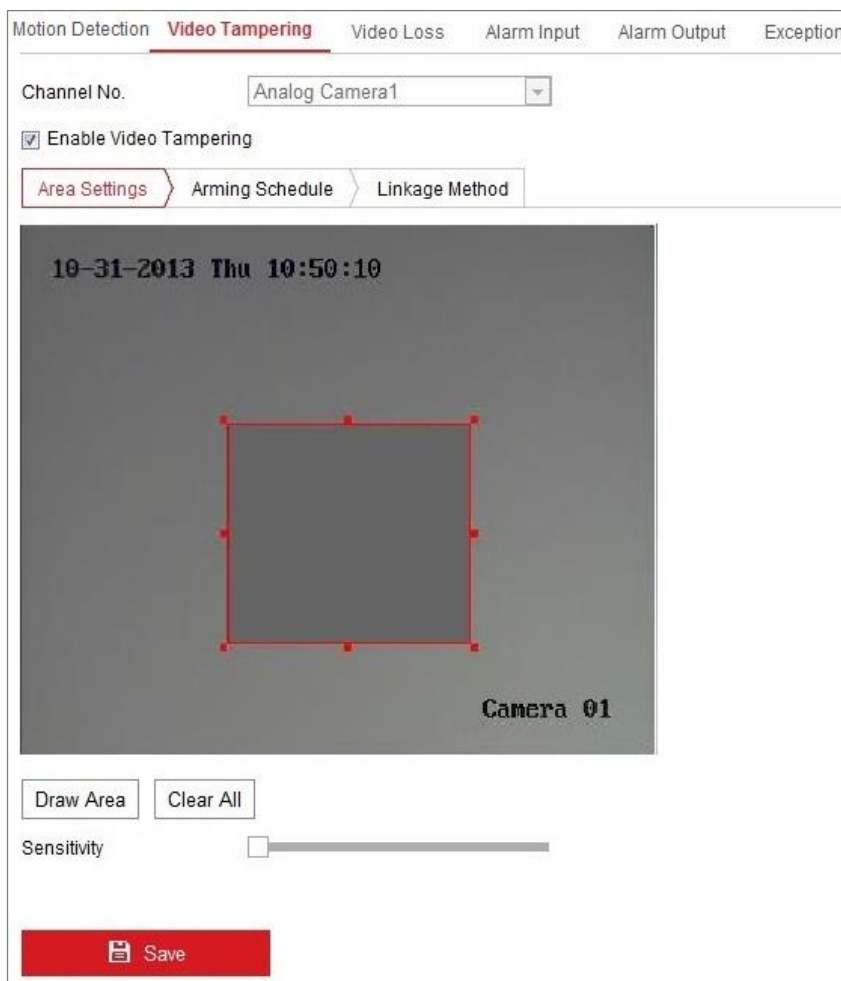 Motion Detection Video Tampering Video Loss Alarm Input Alarm Output Exception
Channel No. Analog Camera1
Enable Video Tampering
Area Settings Arming Schedule Linkage Method
10-31-2013 Thu 10:50:10
Camera 01
Draw Area Clear All
Sensitivity
Save